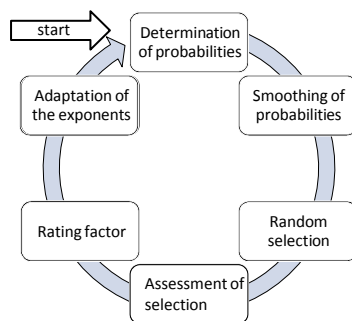 start
Determination
of probabilities
Smoothing of
probabilities
Random
selection
Assessment of
selection
Rating factor
Adaptation of
the exponents